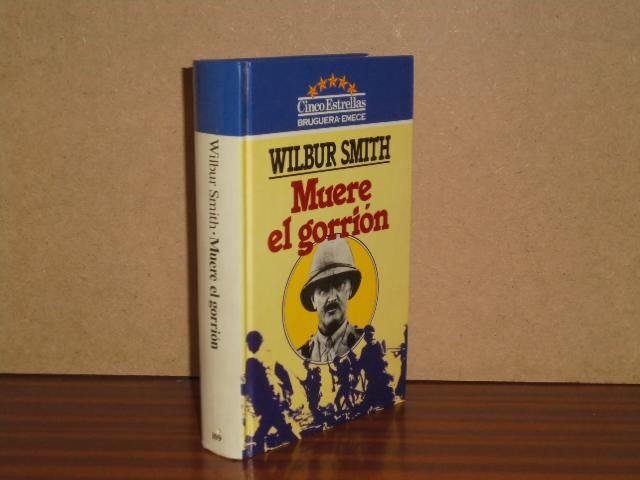 Cinco Estrellas
BRUGUERA-EMECE
WILBUR SMITH
Muere
el gorrión
Wilbur Smith · Muere el gorrión